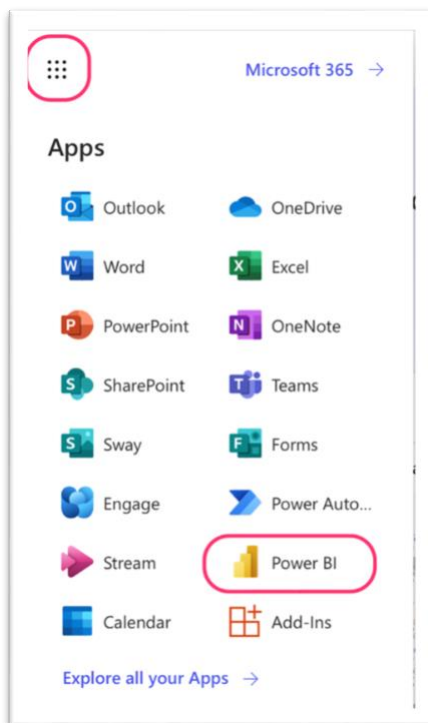 Microsoft 365 →
Apps
Outlook OneDrive
Word Excel
PowerPoint OneNote
SharePoint Teams
Sway Forms
Engage Power Auto...
Stream Power BI
Calendar Add-Ins
Explore all your Apps →